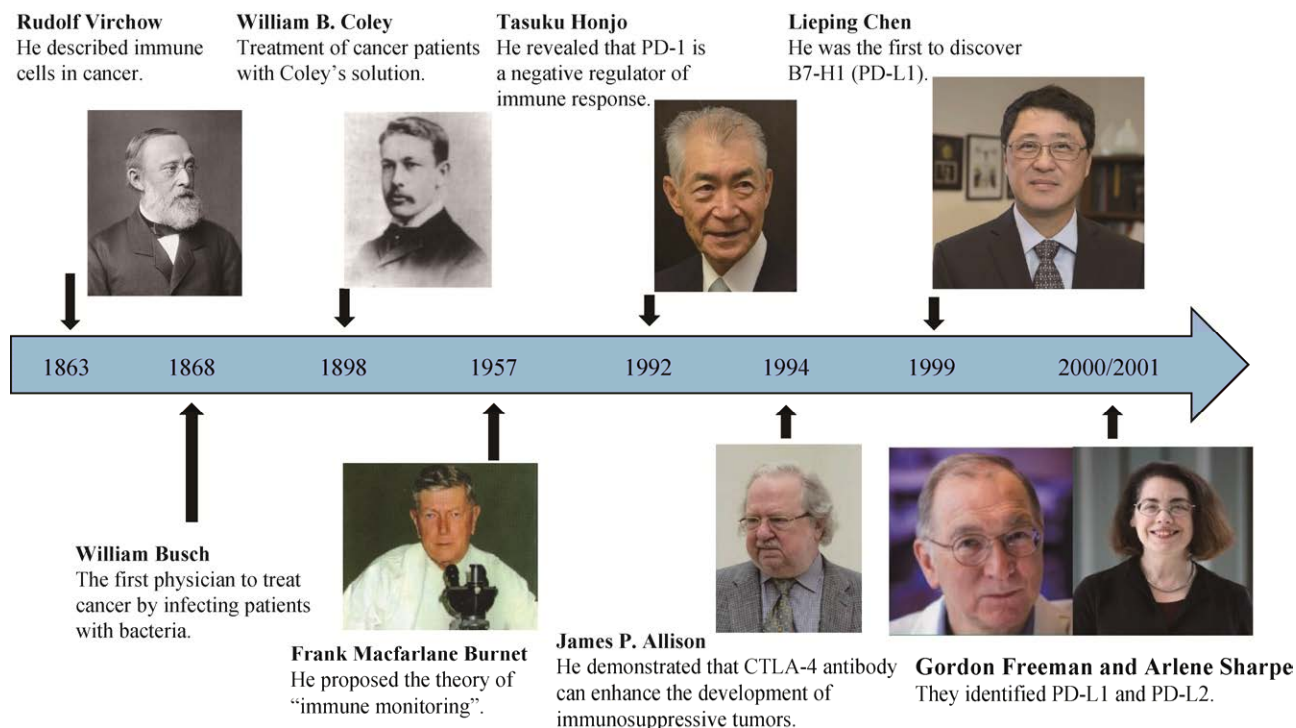 Rudolf Virchow
He described immune
cells in cancer.
William B. Coley
Treatment of cancer patients
with Coley's solution.
Tasuku Honjo
He revealed that PD-1 is
a negative regulator of
immune response.
Lieping Chen
He was the first to discover
B7-H1 (PD-L1).
1863
1868
1898
1957
1992
1994
1999
2000/2001
William Busch
The first physician to treat
cancer by infecting patients
with bacteria.
Frank Macfarlane Burnet
He proposed the theory of
“immune monitoring”.
James P. Allison
He demonstrated that CTLA-4 antibody
can enhance the development of
immunosuppressive tumors.
Gordon Freeman and Arlene Sharpe
They identified PD-L1 and PD-L2.